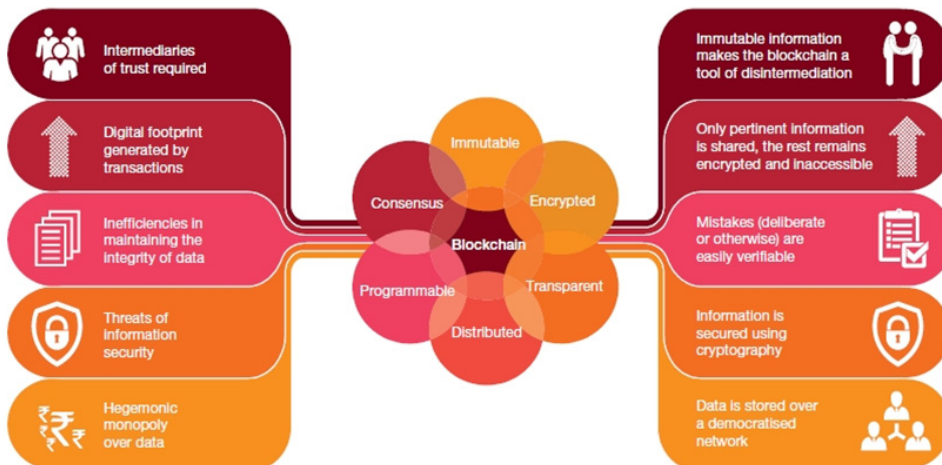 Intermediaries
of trust required
Digital footprint
generated by
transactions
Inefficiencies in
maintaining the
integrity of data
Threats of
information
security
Hegemonic
monopoly
over data
Immutable
Consensus
Encrypted
Blockchain
Programmable
Transparent
Distributed
Immutable information
makes the blockchain a
tool of disintermediation
Only pertinent information
is shared, the rest remains
encrypted and inaccessible
Mistakes (deliberate
or otherwise) are
easily verifiable
Information is
secured using
cryptography
Data is stored over
a democratised
network